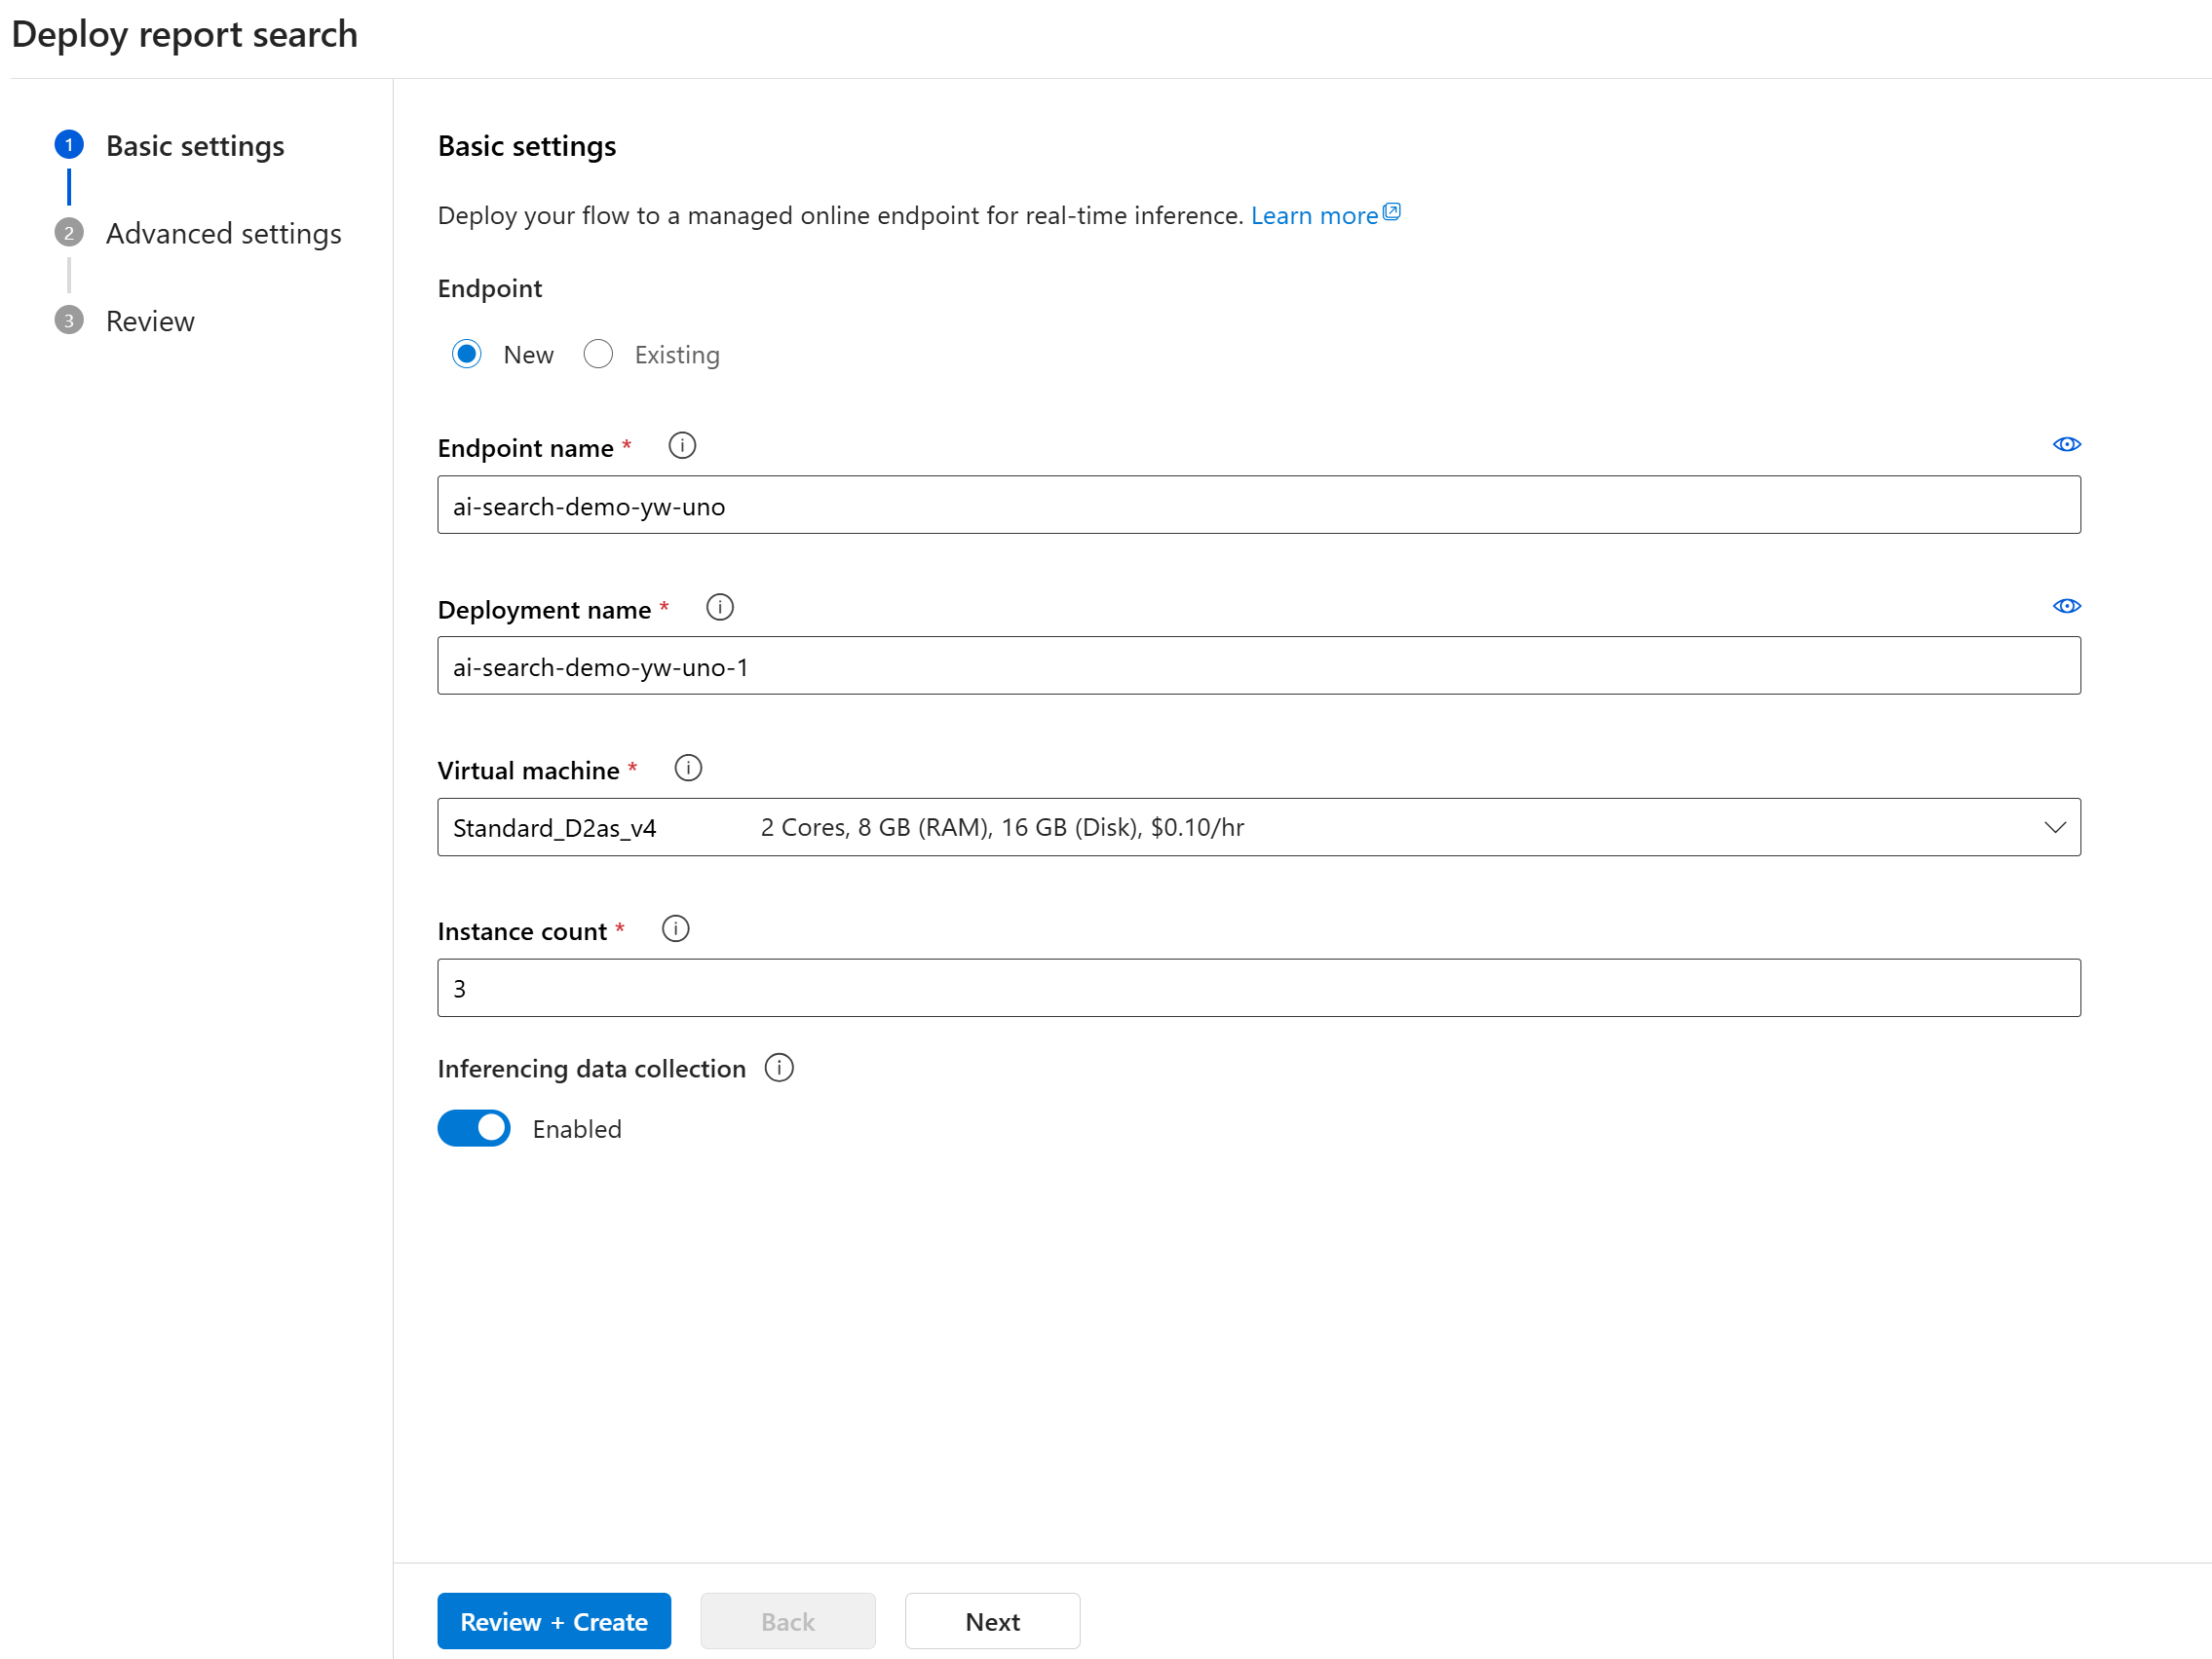 Deploy report search
1 Basic settings
2 Advanced settings
3 Review
Basic settings
Deploy your flow to a managed online endpoint for real-time inference. Learn more
Endpoint
New Existing
Endpoint name *
ai-search-demo-yw-uno
Deployment name *
ai-search-demo-yw-uno-1
Virtual machine *
Standard_D2as_v4 2 Cores, 8 GB (RAM), 16 GB (Disk), $0.10/hr
Instance count *
3
Inferencing data collection
Enabled
Review + Create Back Next